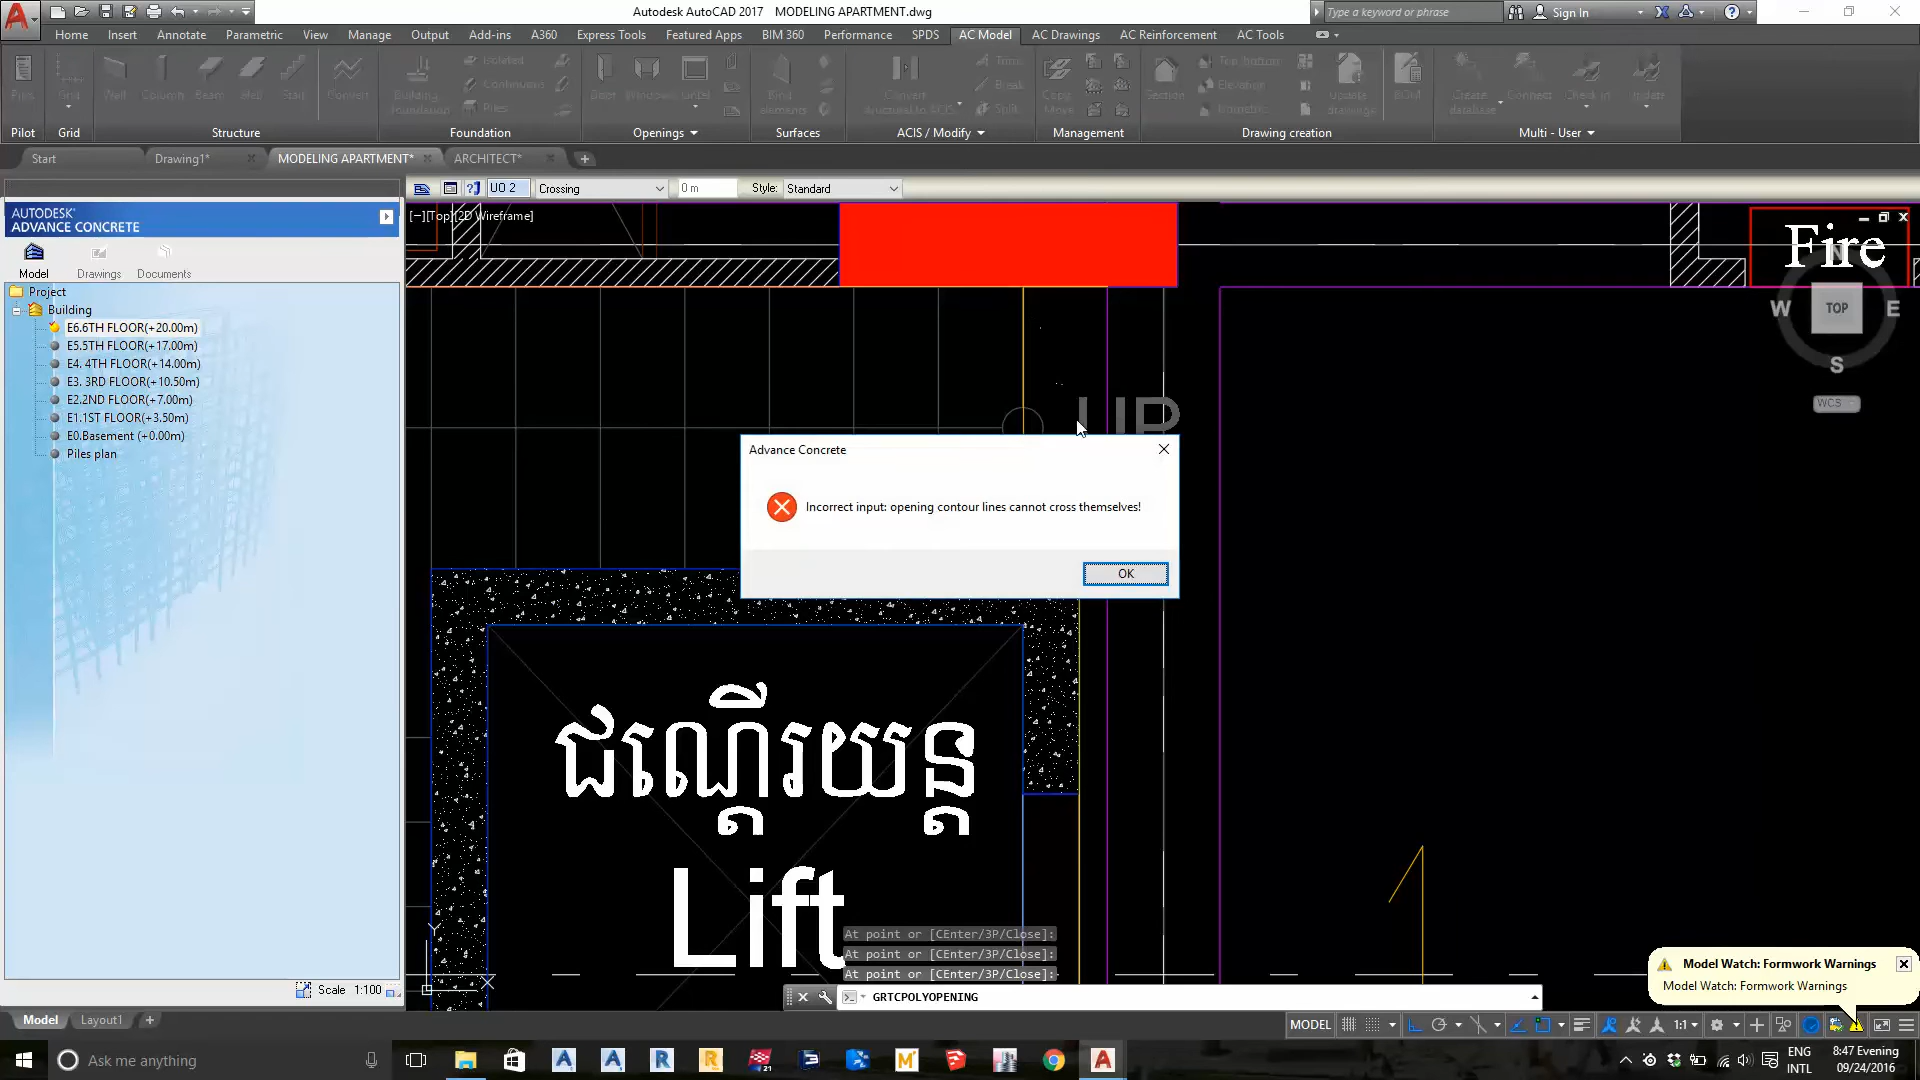 Autodesk AutoCAD 2017 MODELING APARTMENT.dwg
Type a keyword or phrase
Sign In
Home Insert Annotate Parametric View Manage Output Add-ins A360 Express Tools Featured Apps BIM 360 Performance SPDS AC Model AC Drawings AC Reinforcement AC Tools
Pilot Grid Structure Foundation Openings Surfaces ACIS / Modify Management Drawing creation Multi - User
Start Drawing1* MODELING APARTMENT* ARCHITECT*
UO 2 Crossing 0 m Style: Standard
AUTODESK
ADVANCE CONCRETE
Model Drawings Documents
Project
Building
E6.6TH FLOOR(+20.00m)
E5.5TH FLOOR(+17.00m)
E4. 4TH FLOOR(+14.00m)
E3. 3RD FLOOR(+10.50m)
E2.2ND FLOOR(+7.00m)
E1.1ST FLOOR(+3.50m)
E0.Basement (+0.00m)
Piles plan
Scale 1:100
[−][Top][2D Wireframe]
Fire
N
W TOP E
S
WCS
UP
Advance Concrete
Incorrect input: opening contour lines cannot cross themselves!
OK
ជណ្តើរយន្ត
Lift
Y
X
At point or [CEnter/3P/Close]:
At point or [CEnter/3P/Close]:
At point or [CEnter/3P/Close]:
GRTCPOLYOPENING
Model Watch: Formwork Warnings
Model Watch: Formwork Warnings
Model Layout1
MODEL 1:1
Ask me anything
ENG
INTL
8:47 Evening
09/24/2016